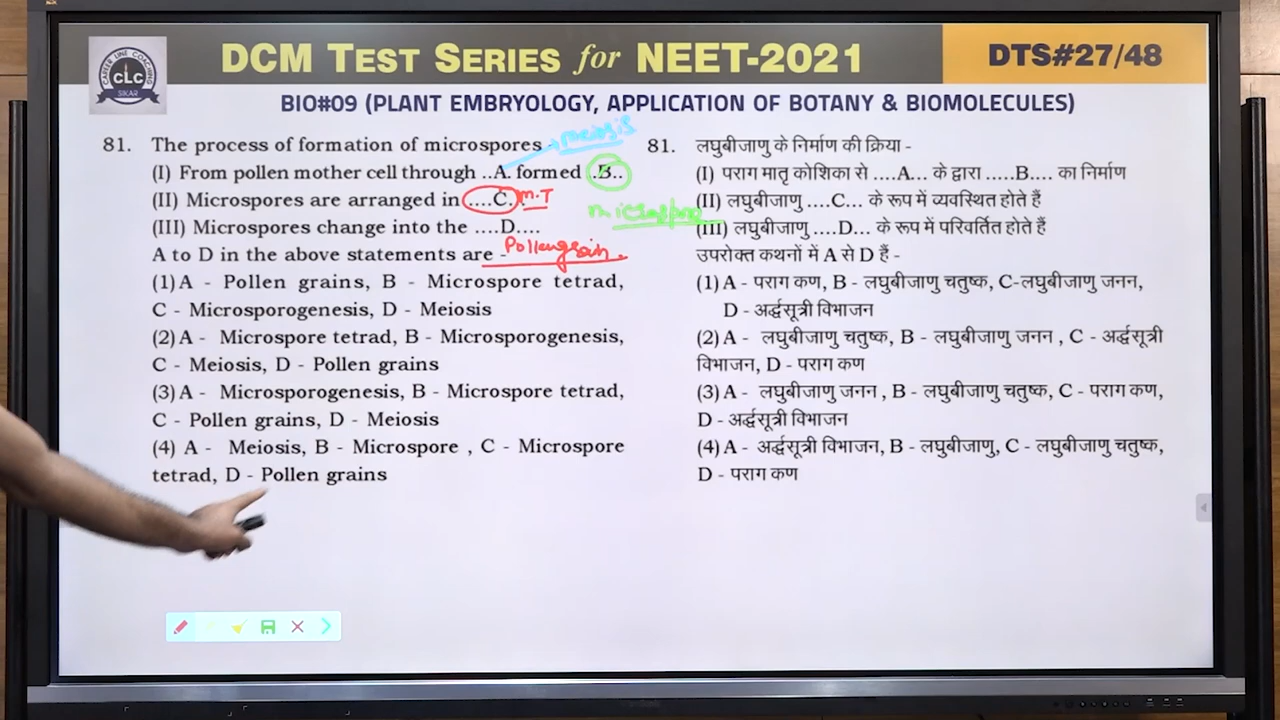 DCM TEST SERIES for NEET-2021
DTS#27/48
CAREER LINE COACHING
CLC
SIKAR
BIO#09 (PLANT EMBRYOLOGY, APPLICATION OF BOTANY & BIOMOLECULES)
81. The process of formation of microspores -
meiosis
(I) From pollen mother cell through ..A. formed .B..
(II) Microspores are arranged in ....C.
M.T
microspore
(III) Microspores change into the ....D....
Pollengrain.
A to D in the above statements are -
(1) A - Pollen grains, B - Microspore tetrad,
C - Microsporogenesis, D - Meiosis
(2) A - Microspore tetrad, B - Microsporogenesis,
C - Meiosis, D - Pollen grains
(3) A - Microsporogenesis, B - Microspore tetrad,
C - Pollen grains, D - Meiosis
(4) A - Meiosis, B - Microspore , C - Microspore
tetrad, D - Pollen grains
81. लघुबीजाणु के निर्माण की क्रिया -
(I) पराग मातृ कोशिका से ....A... के द्वारा .....B.... का निर्माण
(II) लघुबीजाणु ....C... के रूप में व्यवस्थित होते हैं
(III) लघुबीजाणु ....D... के रूप में परिवर्तित होते हैं
उपरोक्त कथनों में A से D हैं -
(1) A - पराग कण, B - लघुबीजाणु चतुष्क, C-लघुबीजाणु जनन,
D - अर्द्धसूत्री विभाजन
(2) A - लघुबीजाणु चतुष्क, B - लघुबीजाणु जनन , C - अर्द्धसूत्री
विभाजन, D - पराग कण
(3) A - लघुबीजाणु जनन , B - लघुबीजाणु चतुष्क, C - पराग कण,
D - अर्द्धसूत्री विभाजन
(4) A - अर्द्धसूत्री विभाजन, B - लघुबीजाणु, C - लघुबीजाणु चतुष्क,
D - पराग कण